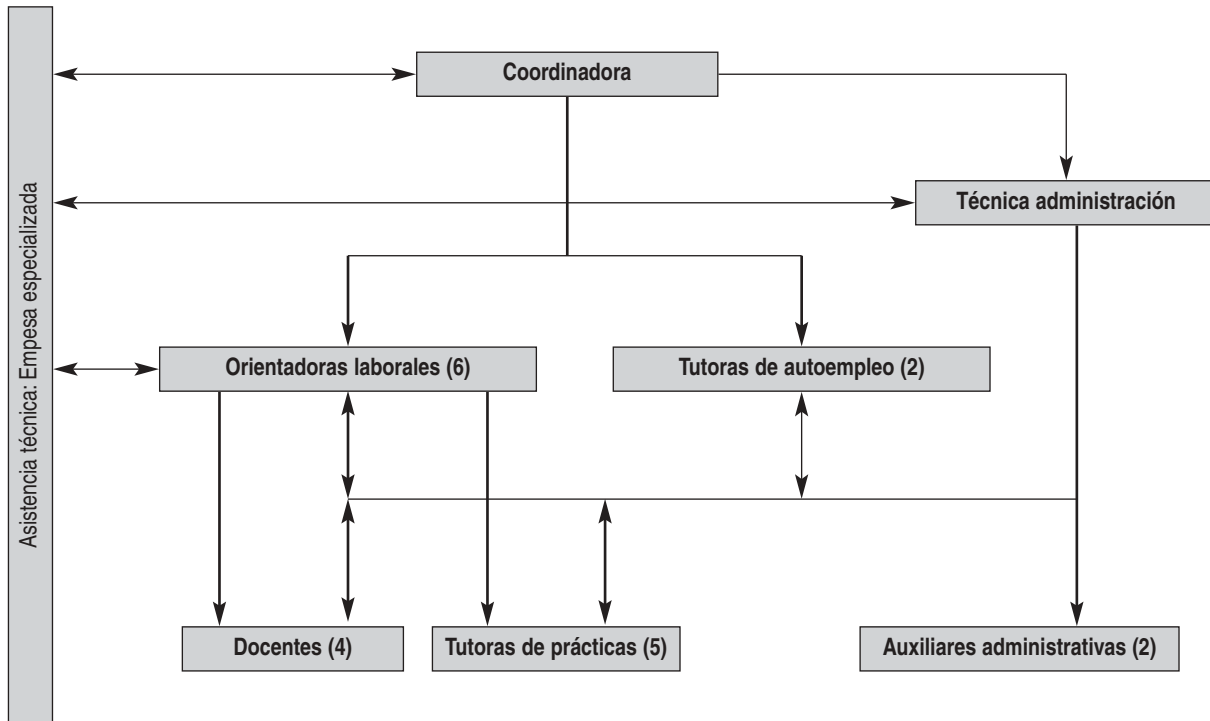 Asistencia técnica: Empesa especializada
Coordinadora
Técnica administración
Orientadoras laborales (6)
Tutoras de autoempleo (2)
Docentes (4)
Tutoras de prácticas (5)
Auxiliares administrativas (2)